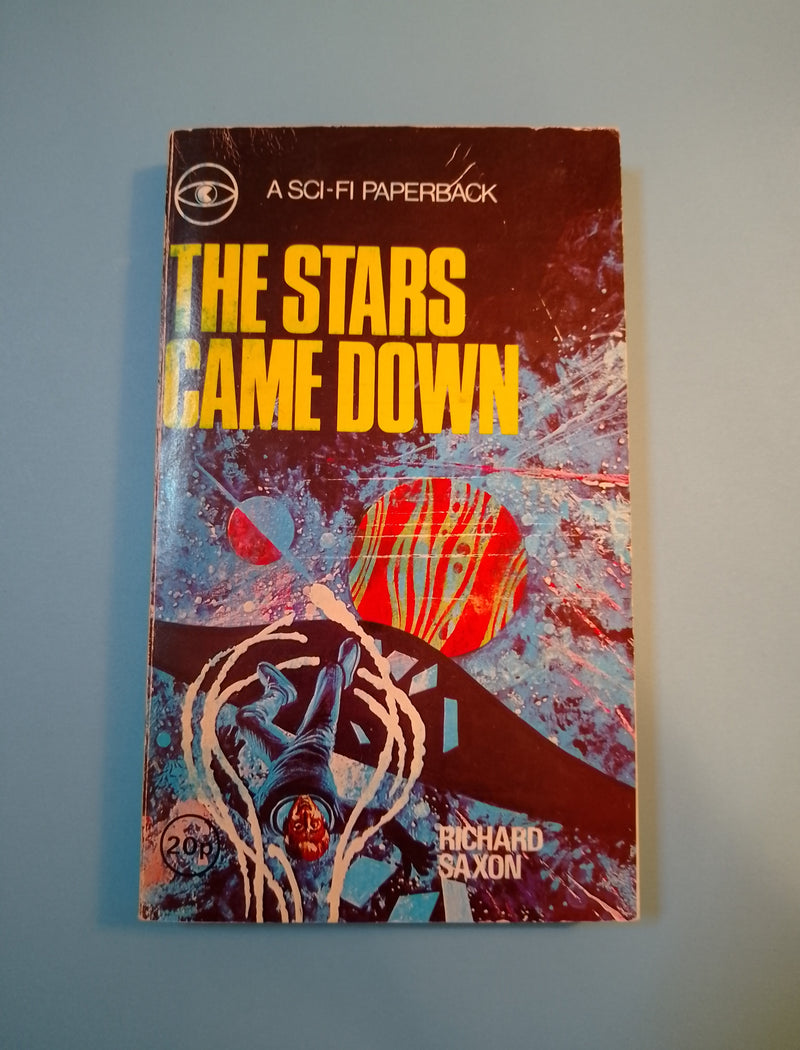 A SCI-FI PAPERBACK
THE STARS
CAME DOWN
20p
RICHARD
SAXON